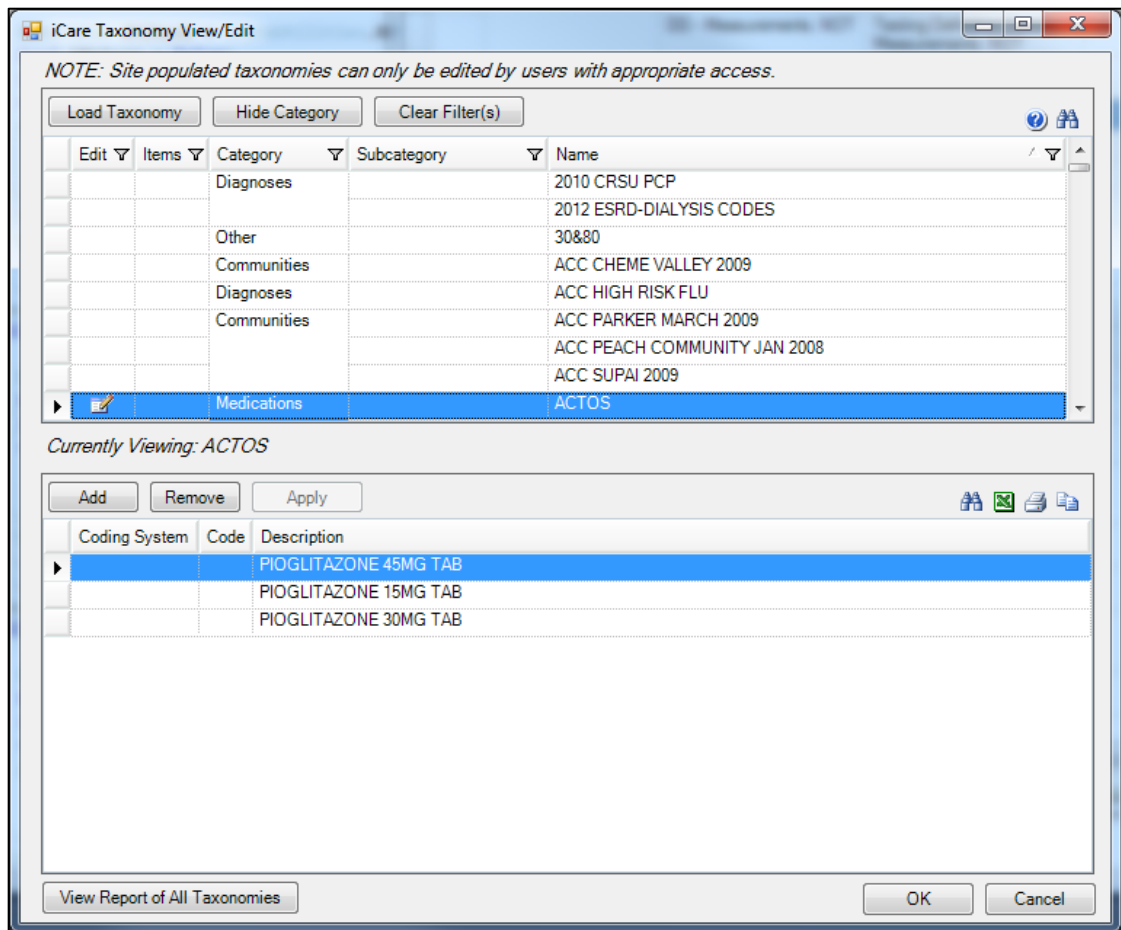 iCare Taxonomy View/Edit
NOTE: Site populated taxonomies can only be edited by users with appropriate access.
Load Taxonomy Hide Category Clear Filter(s)
Edit Items Category Subcategory Name
Diagnoses 2010 CRSU PCP
2012 ESRD-DIALYSIS CODES
Other 30&80
Communities ACC CHEME VALLEY 2009
Diagnoses ACC HIGH RISK FLU
Communities ACC PARKER MARCH 2009
ACC PEACH COMMUNITY JAN 2008
ACC SUPAI 2009
Medications ACTOS
Currently Viewing: ACTOS
Add Remove Apply
Coding System Code Description
PIOGLITAZONE 45MG TAB
PIOGLITAZONE 15MG TAB
PIOGLITAZONE 30MG TAB
View Report of All Taxonomies OK Cancel